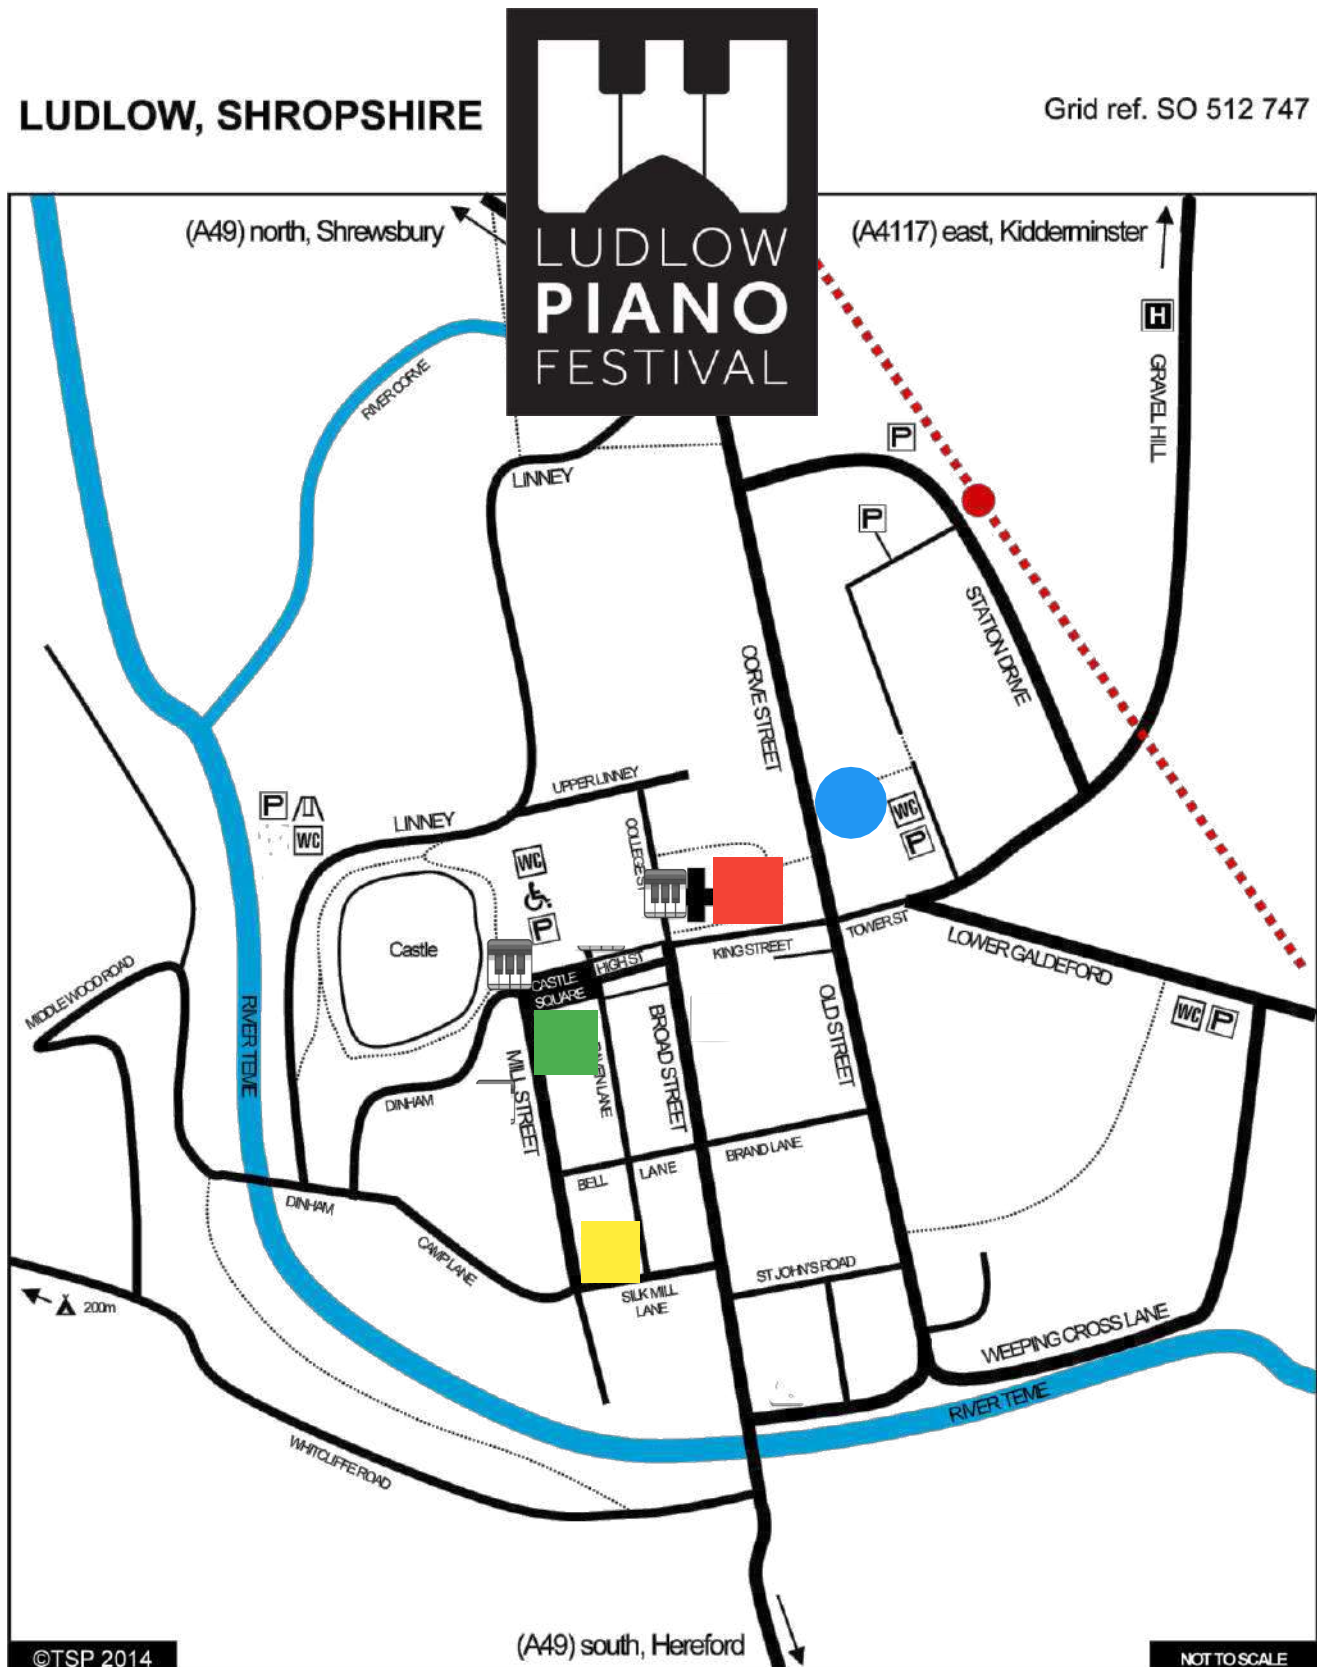 LUDLOW, SHROPSHIRE
Grid ref. SO 512 747
LUDLOW
PIANO
FESTIVAL
(A49) north, Shrewsbury
(A4117) east, Kidderminster
H
GRAVEL HILL
RIVER CORVE
P
LINNEY
P
STATION DRIVE
CORVE STREET
UPPER LINNEY
P
WC
LINNEY
COLLEGE ST
WC
P
WC
P
Castle
KING STREET
TOWER ST
LOWER GALDEFORD
HIGH ST
CASTLE
SQUARE
MIDDLE WOOD ROAD
RIVER TEME
WC
P
MILL STREET
RAVEN LANE
BROAD STREET
OLD STREET
DINHAM
BRAND LANE
BELL
LANE
DINHAM
CAMP LANE
ST JOHN'S ROAD
SILK MILL
LANE
200m
WEEPING CROSS LANE
RIVER TEME
WHITCLIFFE ROAD
(A49) south, Hereford
©TSP 2014
NOT TO SCALE